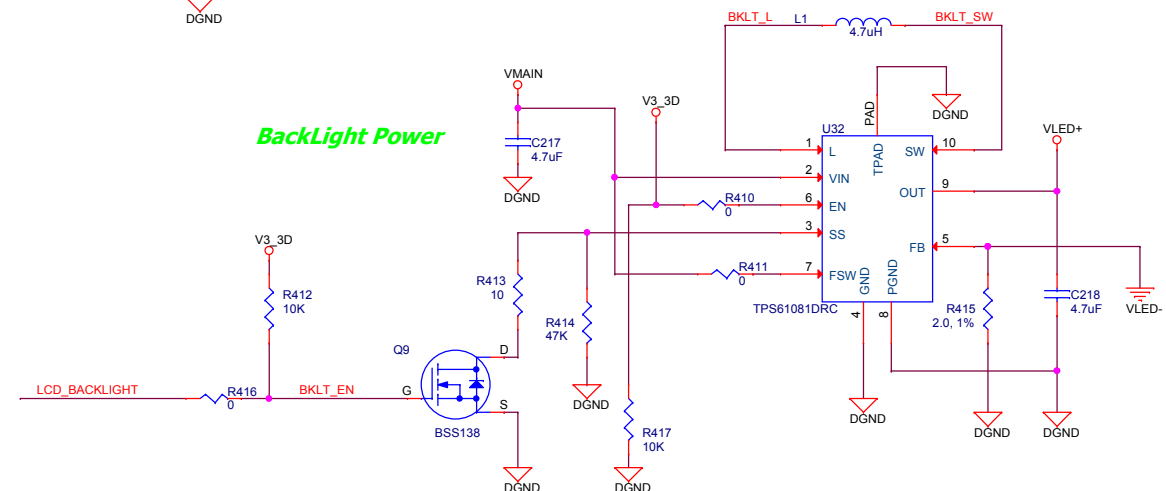 DGND
BKLT_L
L1
BKLT_SW
4.7uH
VMAIN
V3_3D
PAD
DGND
BackLight Power
C217
4.7uF
U32
VLED+
1
L
TPAD
SW
10
2
VIN
DGND
OUT
9
R410
0
6
EN
3
SS
FB
5
V3_3D
R411
0
7
FSW
GND
PGND
R413
10
R412
10K
R414
47K
TPS61081DRC
4
8
R415
2.0, 1%
C218
4.7uF
VLED-
Q9
D
LCD_BACKLIGHT
R416
0
BKLT_EN
G
S
DGND
BSS138
R417
10K
DGND
DGND
DGND
DGND
DGND